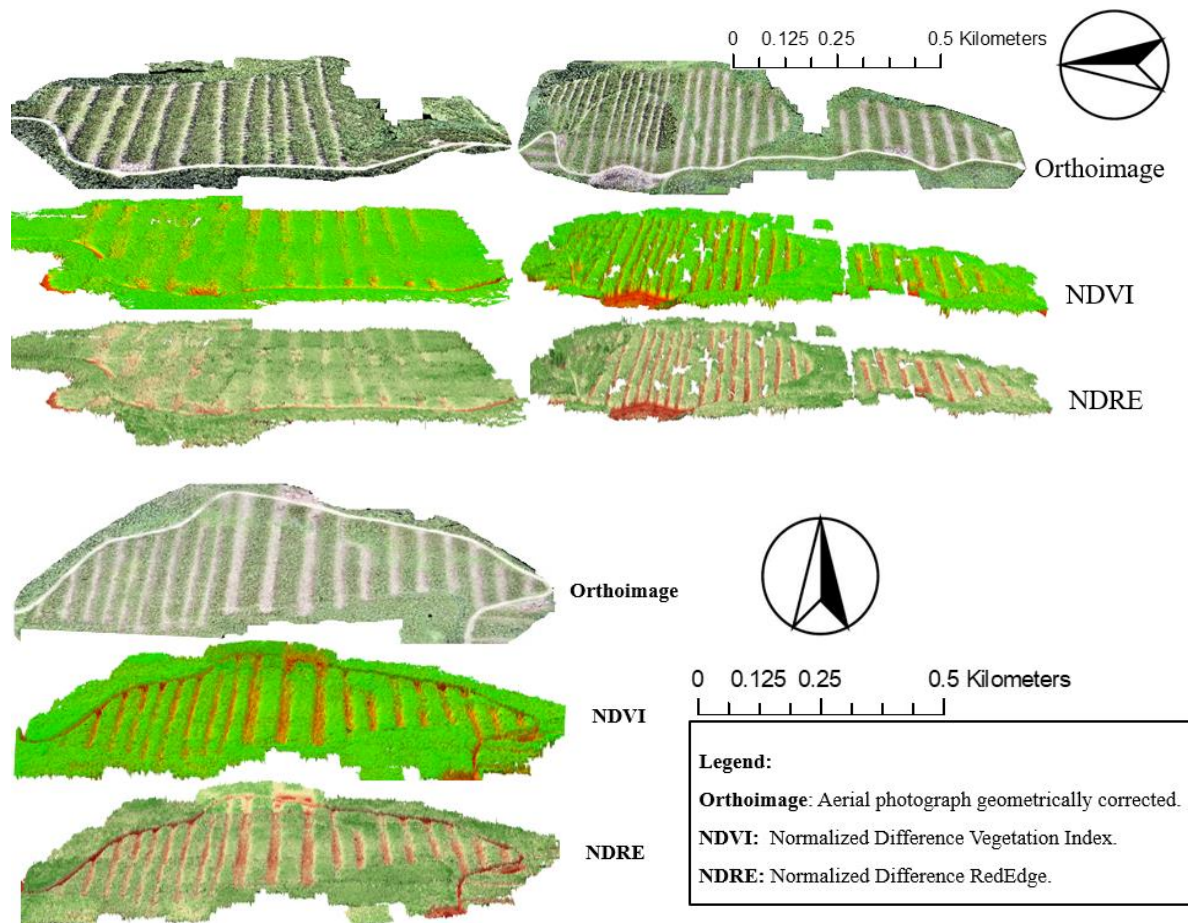 0 0.125 0.25 0.5 Kilometers
Orthoimage
NDVI
NDRE
Orthoimage
NDVI
NDRE
0 0.125 0.25 0.5 Kilometers
Legend:
Orthoimage: Aerial photograph geometrically corrected.
NDVI: Normalized Difference Vegetation Index.
NDRE: Normalized Difference RedEdge.